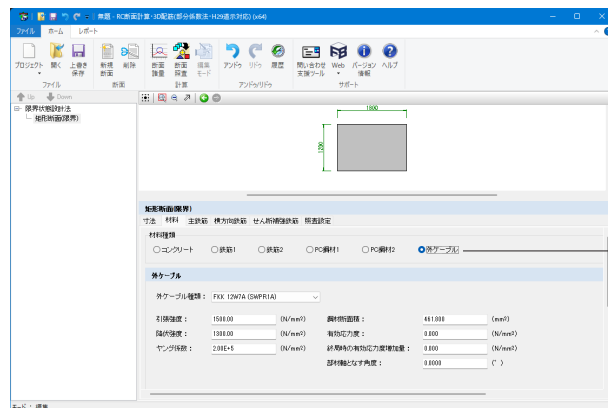 無題 - RC断面計算・3D配筋(部分係数法・H29道示対応) (x64)
ファイル ホーム レポート
プロジェクト 開く 上書き保存 新規断面 削除 断面諸量 断面照査 編集モード アンドゥ リドゥ 履歴 問い合わせ支援ツール Web バージョン情報 ヘルプ
ファイル 断面 計算 アンドゥ/リドゥ サポート
Up Down
限界状態設計法
矩形断面(限界)
1800
1200
矩形断面(限界)
寸法 材料 主鉄筋 横方向鉄筋 せん断補強鉄筋 照査設定
材料種類
コンクリート 鉄筋1 鉄筋2 PC鋼材1 PC鋼材2 外ケーブル
外ケーブル
外ケーブル種類： FKK 12W7A (SWPR1A)
引張強度： 1500.00 (N/mm²) 鋼材断面積： 461.800 (mm²)
降伏強度： 1300.00 (N/mm²) 有効応力度： 0.000 (N/mm²)
ヤング係数： 2.00E+5 (N/mm²) 終局時の有効応力度増加量： 0.000 (N/mm²)
部材軸となす角度： 0.0000 (°)
モード： 編集